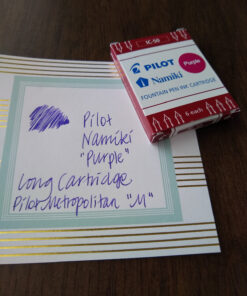 IC-50
PILOT
Purple
Namiki
FOUNTAIN PEN INK CARTRIDGE
6 each
Pilot
Namiki
"Purple"
Long Cartridge
Pilot Metropolitan "M"